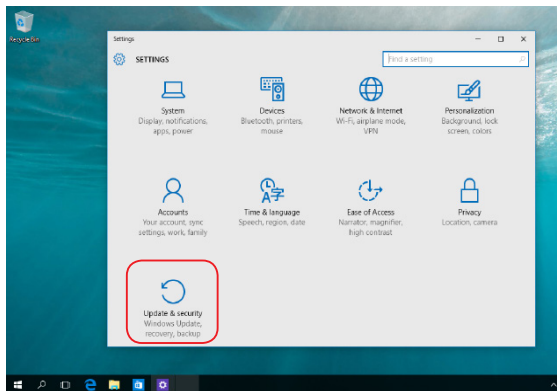 Recycle Bin
Settings
SETTINGS
Find a setting
System
Display, notifications,
apps, power
Devices
Bluetooth, printers,
mouse
Network & Internet
Wi-Fi, airplane mode,
VPN
Personalization
Background, lock
screen, colors
Accounts
Your account, sync
settings, work, family
Time & language
Speech, region, date
Ease of Access
Narrator, magnifier,
high contrast
Privacy
Location, camera
Update & security
Windows Update,
recovery, backup